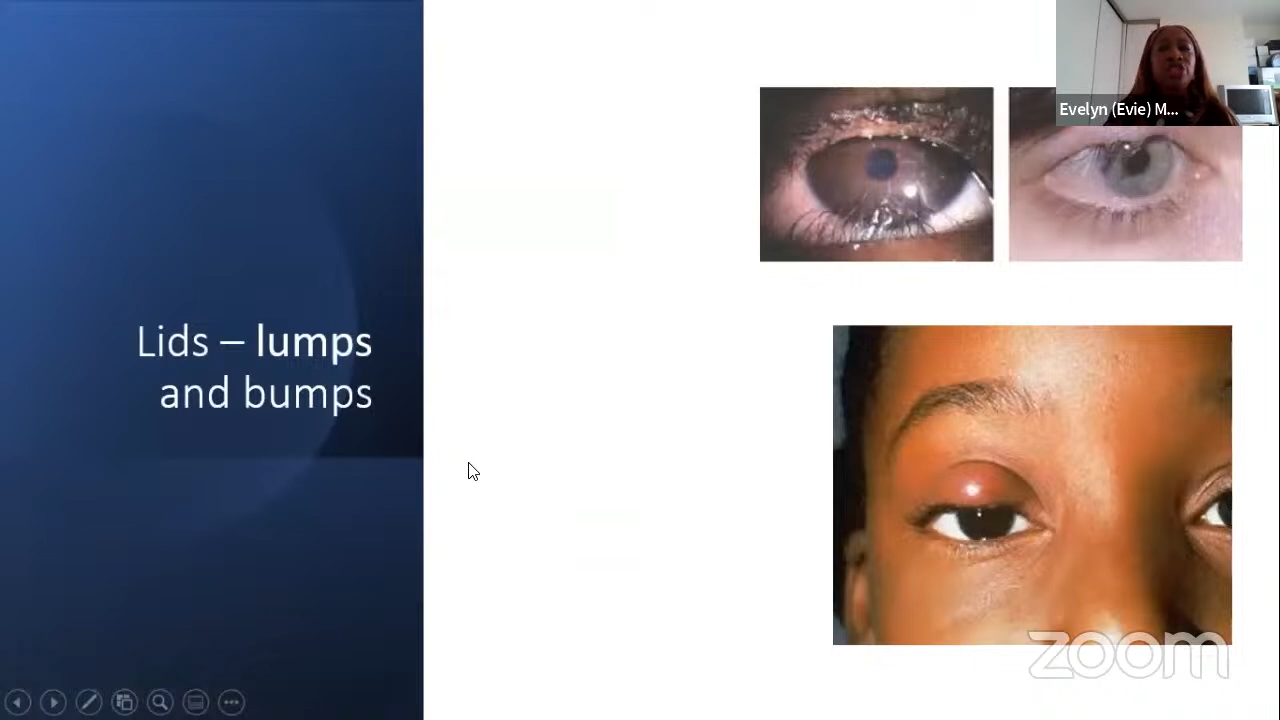 Evelyn (Evie) M...
Lids – lumps
and bumps
zoom